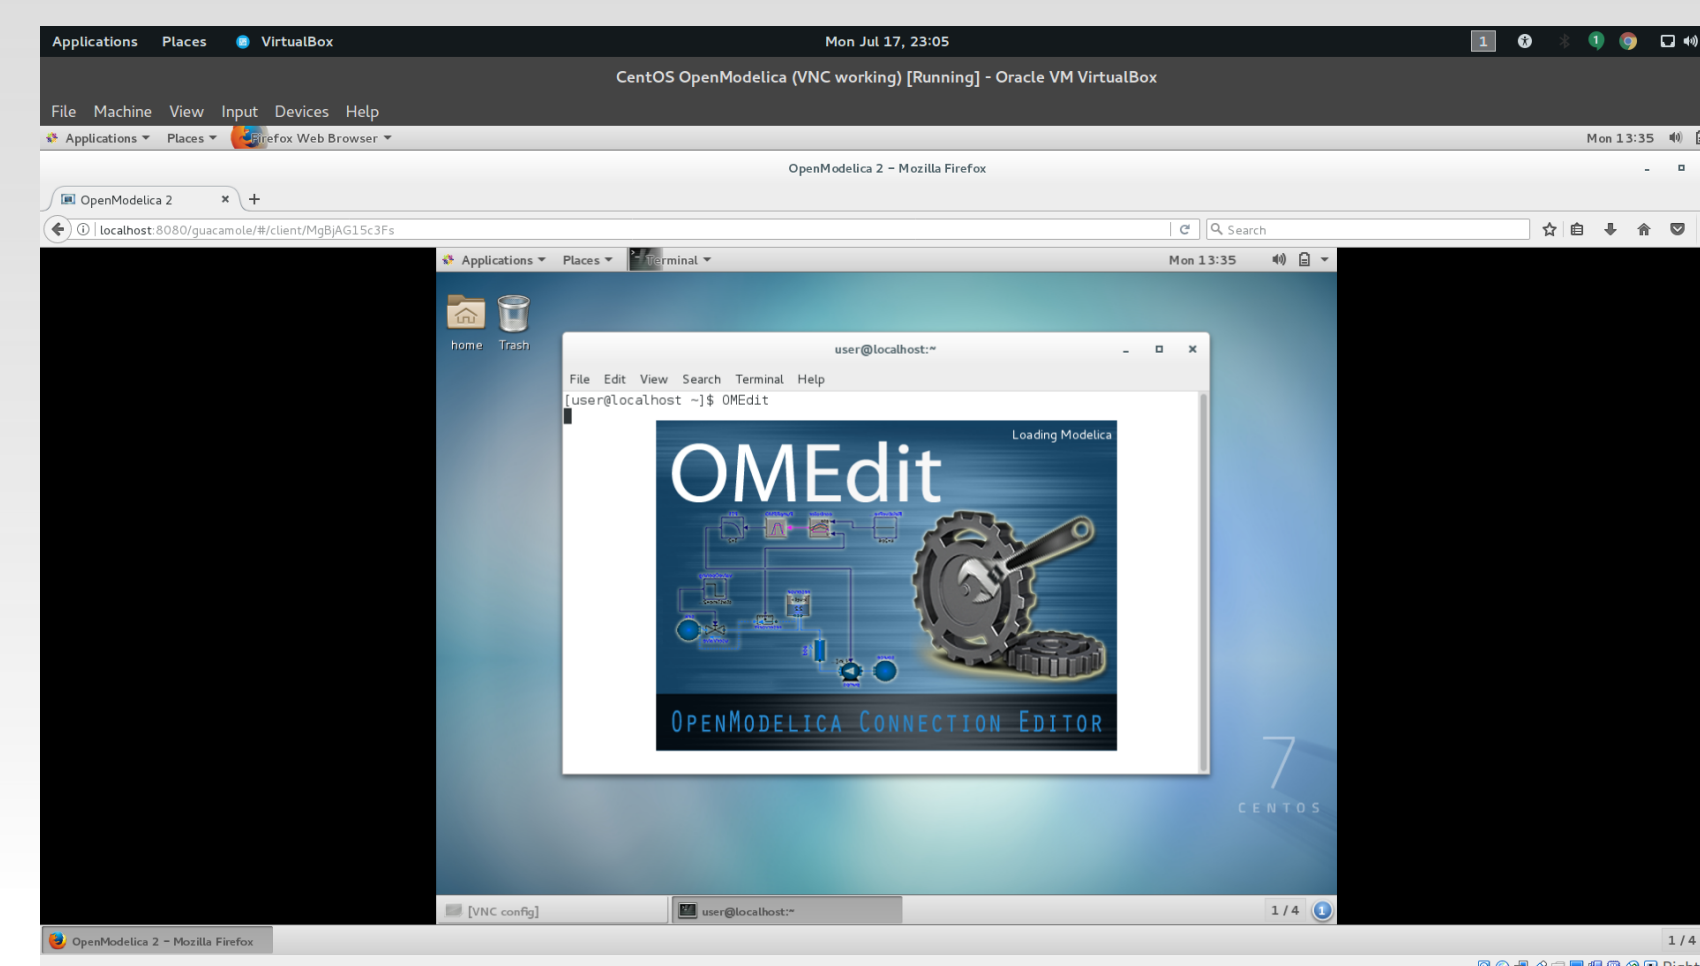 Applications Places VirtualBox Mon Jul 17, 23:05 1 1
CentOS OpenModelica (VNC working) [Running] - Oracle VM VirtualBox
File Machine View Input Devices Help
Applications Places Firefox Web Browser Mon 13:35
OpenModelica 2 - Mozilla Firefox
OpenModelica 2
localhost:8080/guacamole/#/client/MgBjAG15c3Fs Search
Applications Places Terminal Mon 13:35
home Trash
user@localhost:~
File Edit View Search Terminal Help
[user@localhost ~]$ OMEdit
Loading Modelica
OMEdit
OPENMODELICA CONNECTION EDITOR
7
CENTOS
[VNC config] user@localhost:~ 1 / 4 1
OpenModelica 2 - Mozilla Firefox 1 / 4